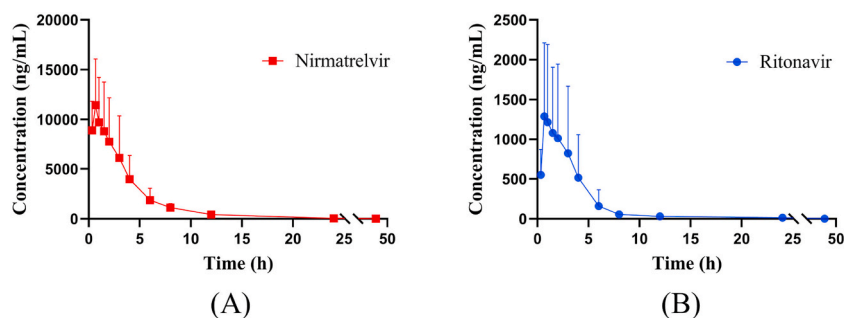 20000
15000
10000
5000
0
Concentration (ng/mL)
Nirmatrelvir
0 5 10 15 20 25 50
Time (h)
(A)
2500
2000
1500
1000
500
0
Concentration (ng/mL)
Ritonavir
0 5 10 15 20 25 50
Time (h)
(B)